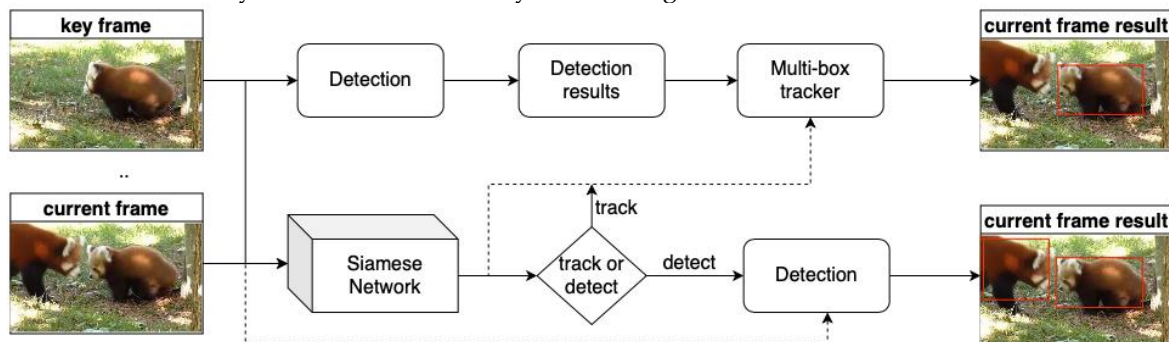 key frame
Detection
Detection
results
Multi-box
tracker
current frame result
..
current frame
Siamese
Network
track or
detect
track
detect
Detection
current frame result